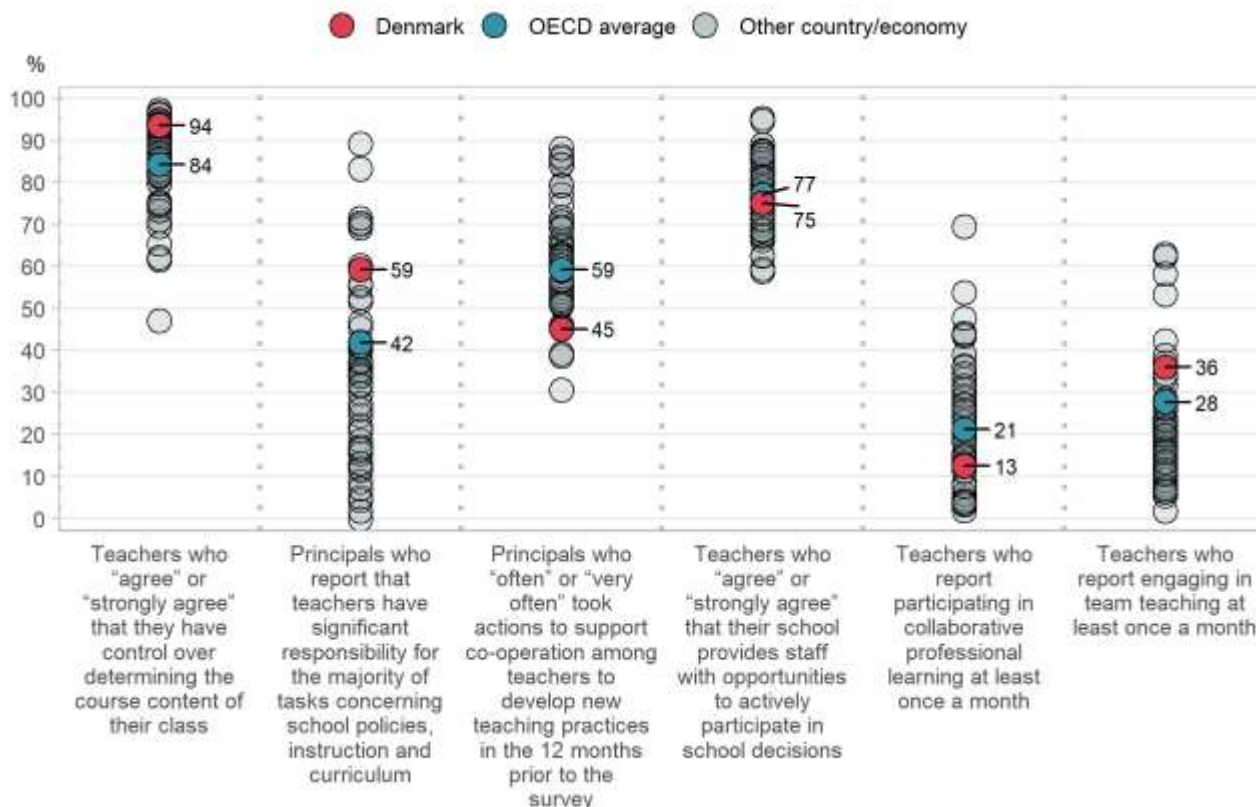 Denmark OECD average Other country/economy
%
100
90
80
70
60
50
40
30
20
10
0
94
84
59
42
59
45
77
75
21
13
36
28
Teachers who
“agree” or
“strongly agree”
that they have
control over
determining the
course content of
their class
Principals who
report that
teachers have
significant
responsibility for
the majority of
tasks concerning
school policies,
instruction and
curriculum
Principals who
“often” or “very
often” took
actions to support
co-operation among
teachers to
develop new
teaching practices
in the 12 months
prior to the
survey
Teachers who
“agree” or
“strongly agree”
that their school
provides staff
with opportunities
to actively
participate in
school decisions
Teachers who
report
participating in
collaborative
professional
learning at least
once a month
Teachers who
report engaging in
team teaching at
least once a month